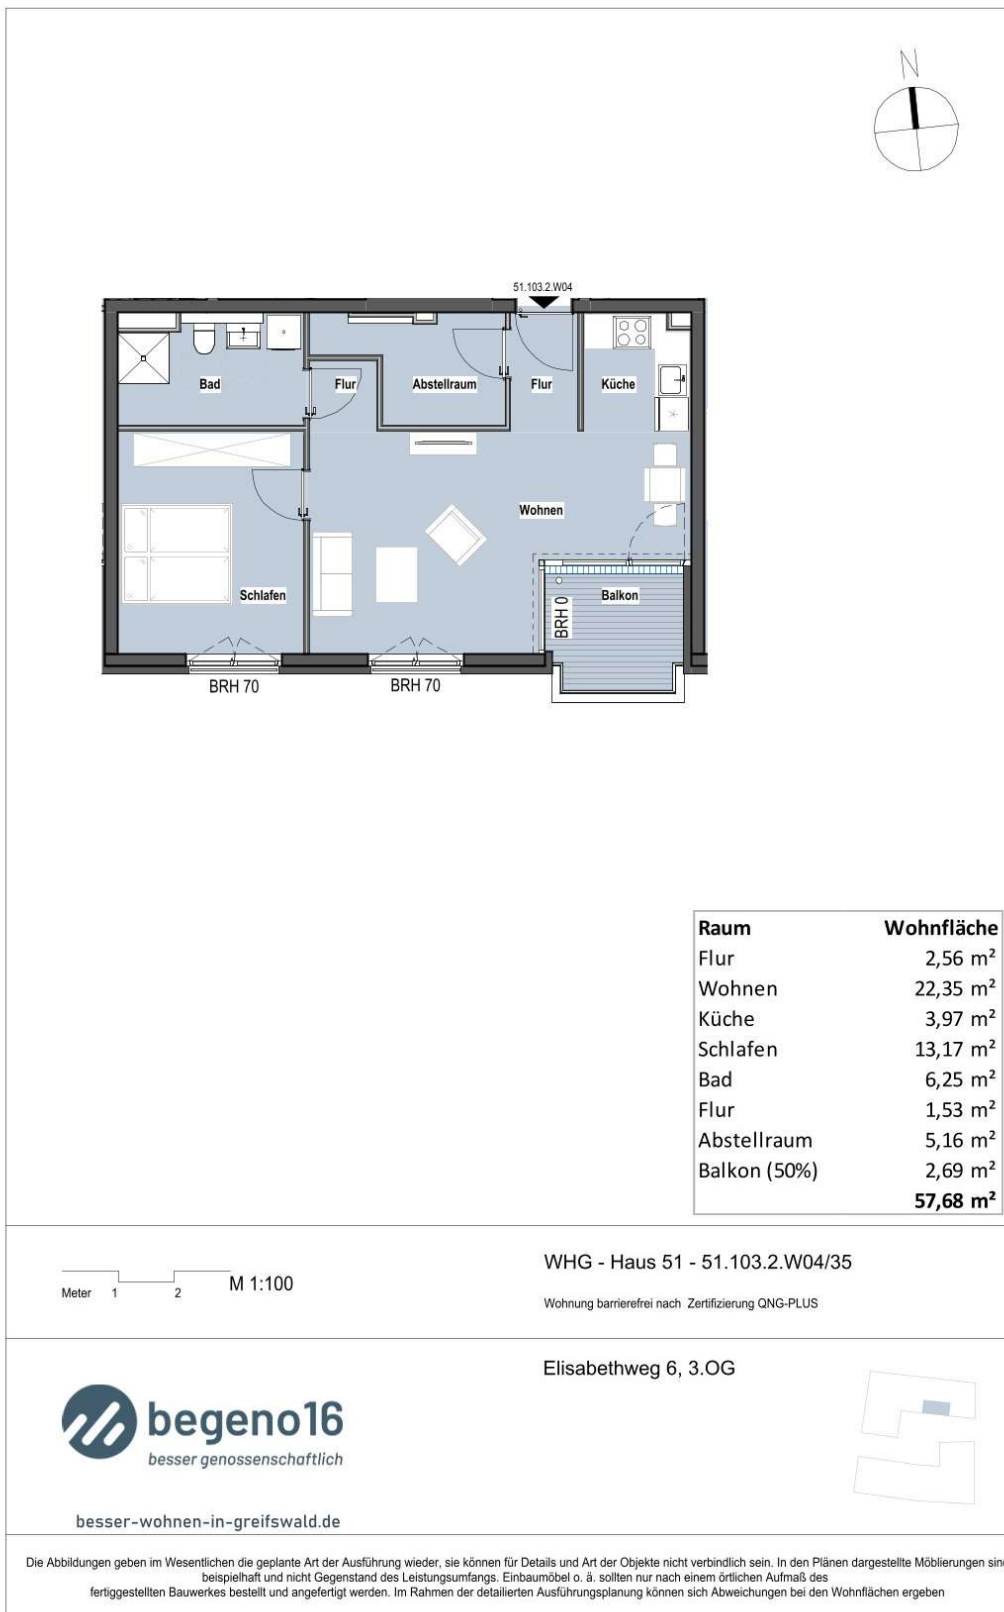 N
51.103.2.W04
Bad
Flur
Abstellraum
Flur
Küche
Wohnen
Schlafen
BRH 0
Balkon
BRH 70
BRH 70
Raum Wohnfläche
Flur 2,56 m²
Wohnen 22,35 m²
Küche 3,97 m²
Schlafen 13,17 m²
Bad 6,25 m²
Flur 1,53 m²
Abstellraum 5,16 m²
Balkon (50%) 2,69 m²
57,68 m²
Meter 1 2 M 1:100
WHG - Haus 51 - 51.103.2.W04/35
Wohnung barrierefrei nach Zertifizierung QNG-PLUS
Elisabethweg 6, 3.OG
begeno16
besser genossenschaftlich
besser-wohnen-in-greifswald.de
Die Abbildungen geben im Wesentlichen die geplante Art der Ausführung wieder, sie können für Details und Art der Objekte nicht verbindlich sein. In den Plänen dargestellte Möblierungen sind
beispielhaft und nicht Gegenstand des Leistungsumfangs. Einbaumöbel o. ä. sollten nur nach einem örtlichen Aufmaß des
fertiggestellten Bauwerkes bestellt und angefertigt werden. Im Rahmen der detailierten Ausführungsplanung können sich Abweichungen bei den Wohnflächen ergeben